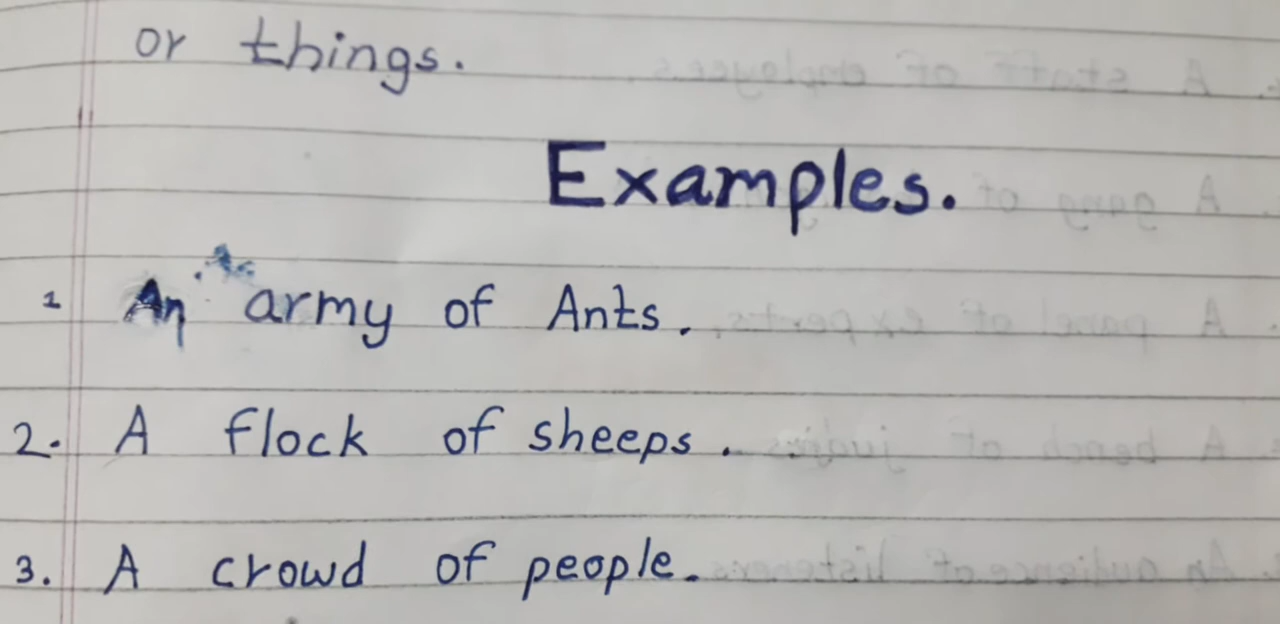 or things.
Examples.
1 An army of Ants.
2. A flock of sheeps.
3. A crowd of people.